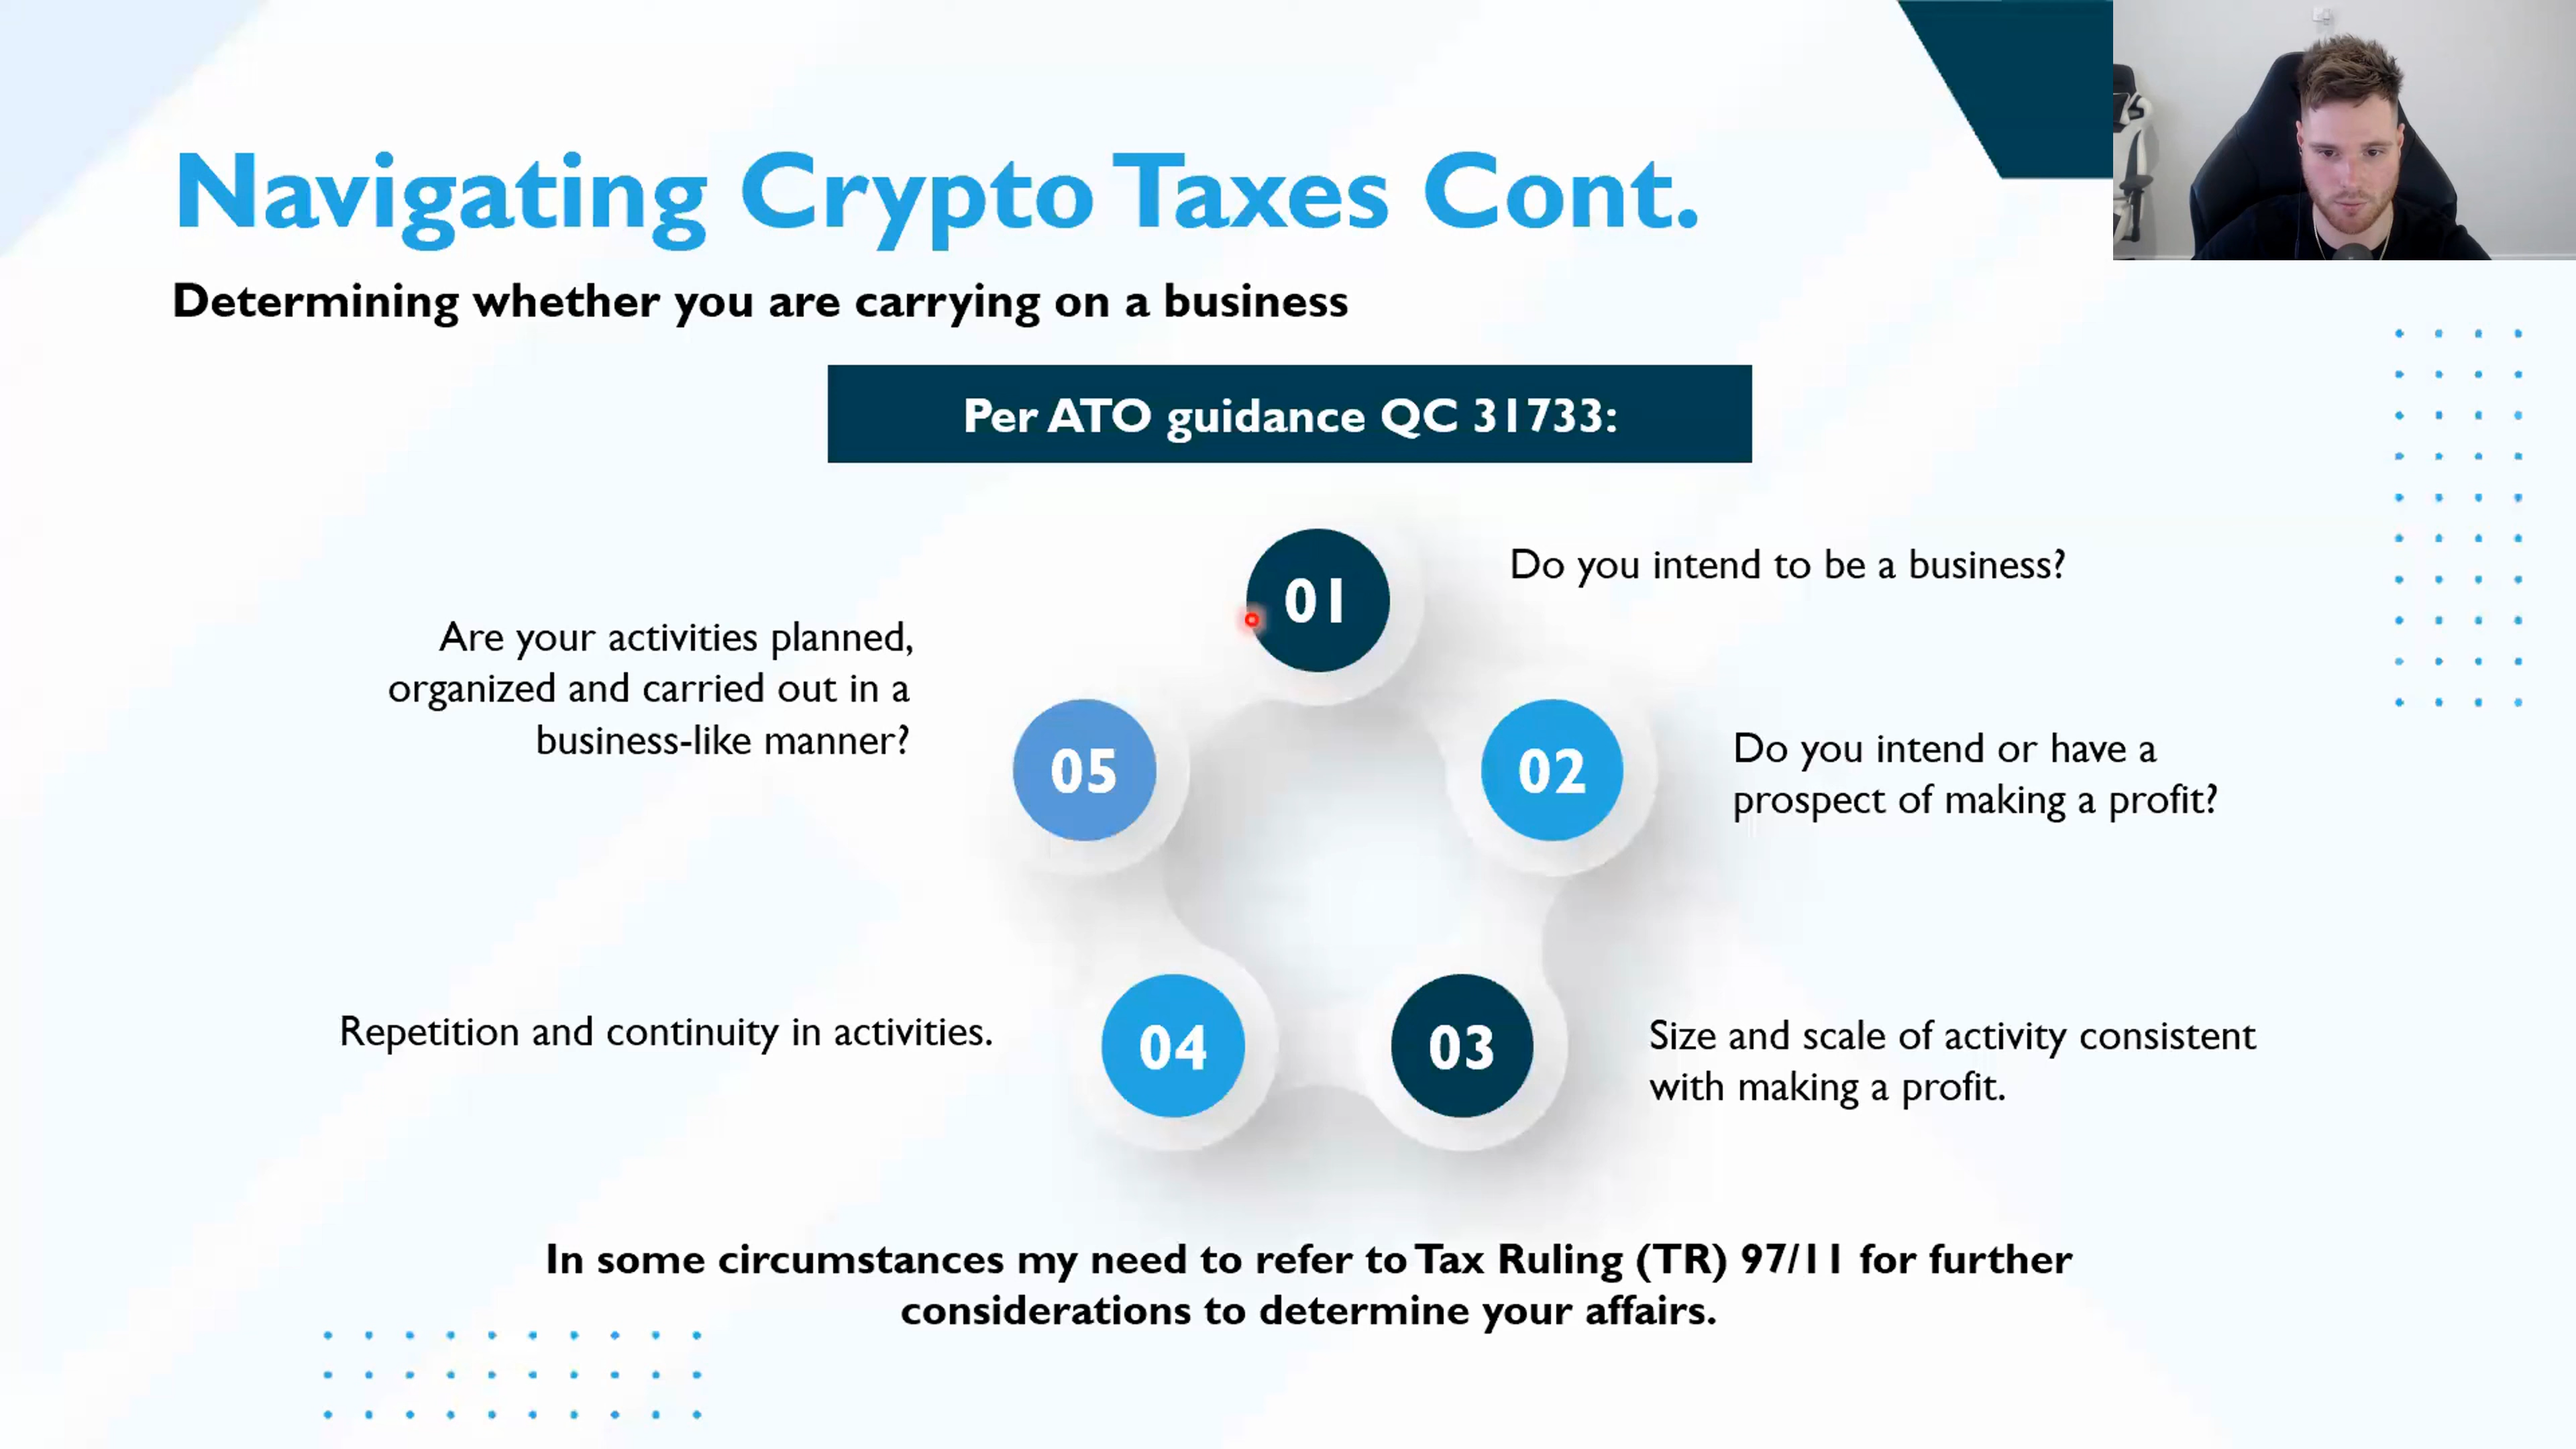 Navigating Crypto Taxes Cont.
Determining whether you are carrying on a business
Per ATO guidance QC 31733:
01
Do you intend to be a business?
02
Do you intend or have a
prospect of making a profit?
03
Size and scale of activity consistent
with making a profit.
04
Repetition and continuity in activities.
05
Are your activities planned,
organized and carried out in a
business-like manner?
In some circumstances my need to refer to Tax Ruling (TR) 97/11 for further
considerations to determine your affairs.